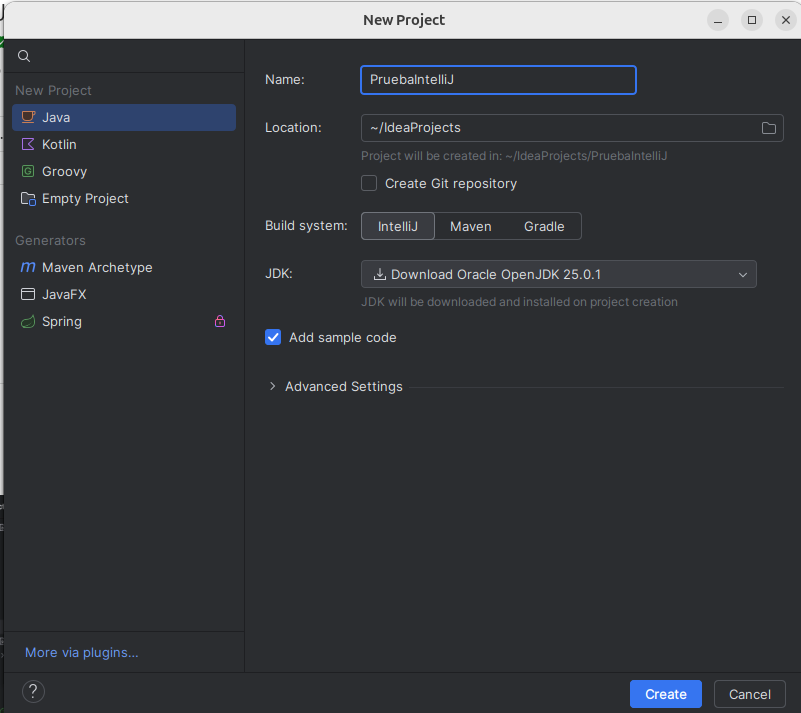 New Project
New Project
Java
Kotlin
Groovy
Empty Project
Generators
Maven Archetype
JavaFX
Spring
More via plugins...
Name: PruebaIntelliJ
Location: ~/IdeaProjects
Project will be created in: ~/IdeaProjects/PruebaIntelliJ
Create Git repository
Build system: IntelliJ Maven Gradle
JDK: Download Oracle OpenJDK 25.0.1
JDK will be downloaded and installed on project creation
Add sample code
Advanced Settings
? Create Cancel